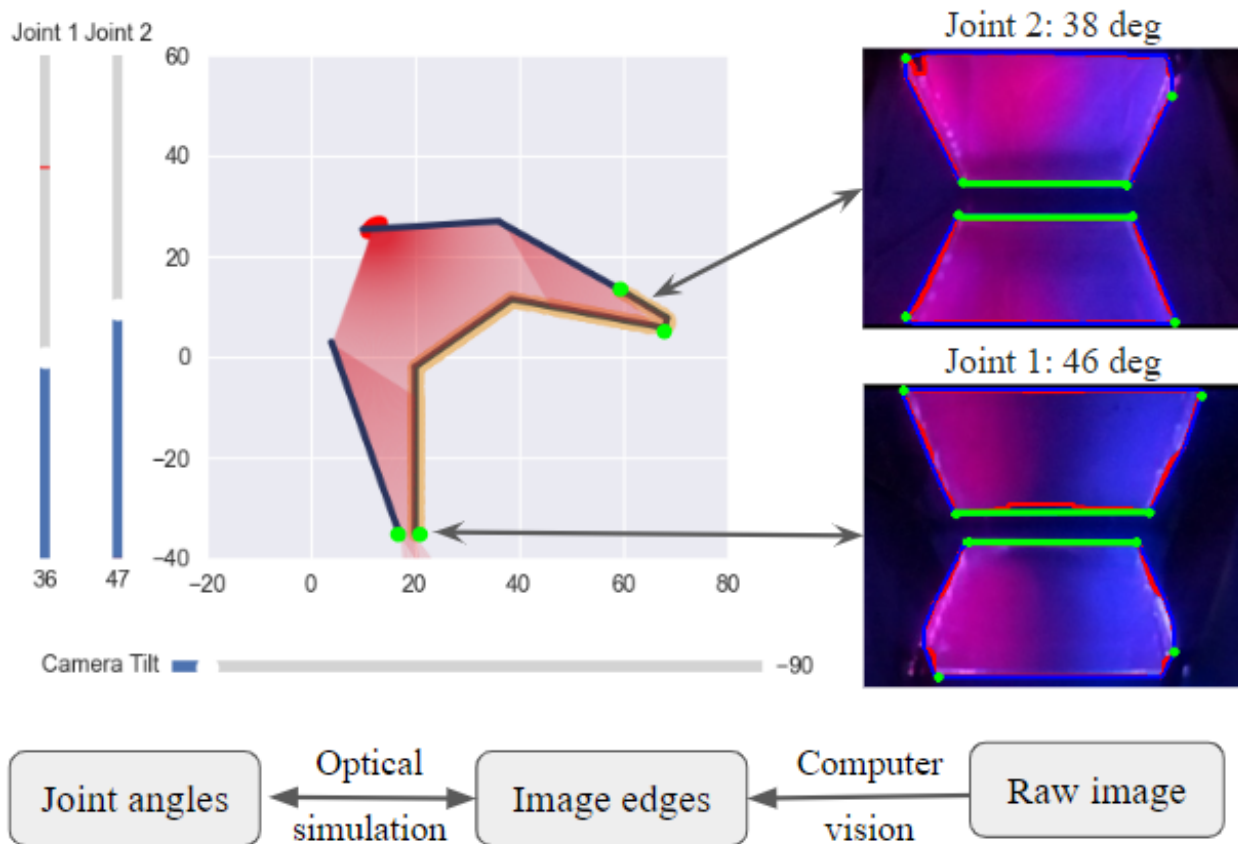 Joint 1 Joint 2
Joint 2: 38 deg
60
40
20
0
−20
−40
−20 0 20 40 60 80
36 47
Joint 1: 46 deg
Camera Tilt −90
Joint angles
Optical
simulation
Image edges
Computer
vision
Raw image